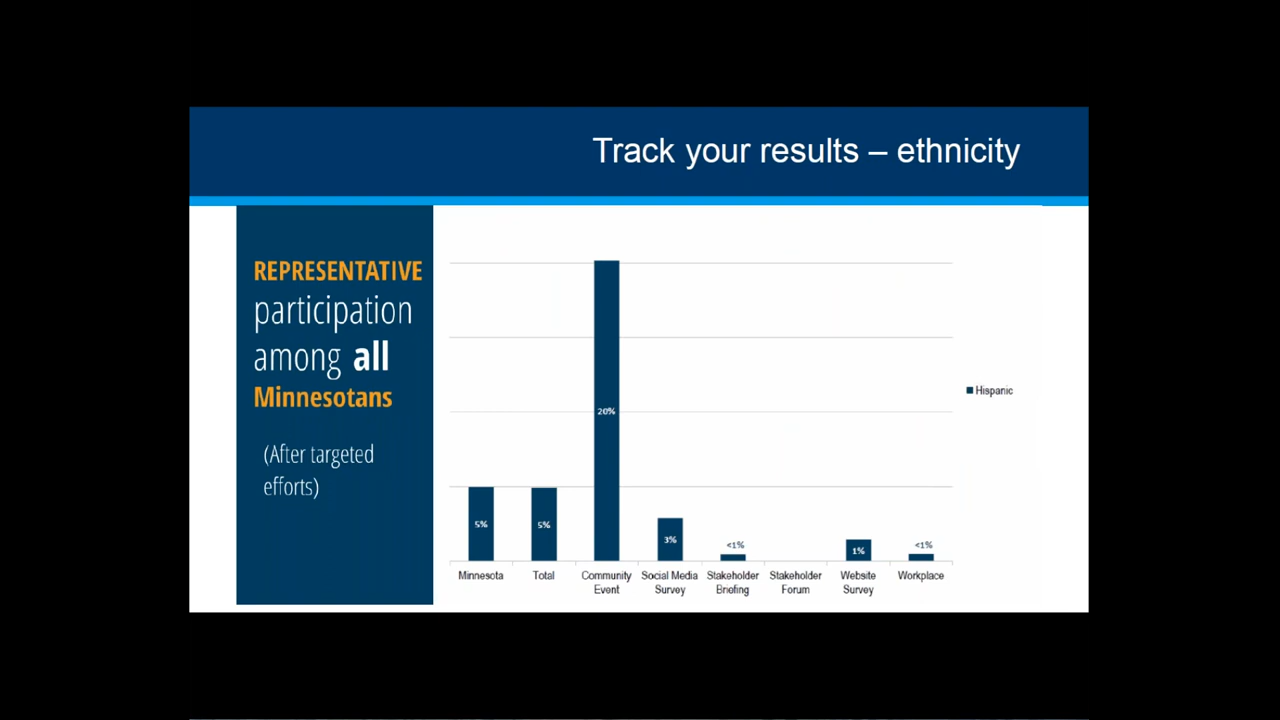 Track your results – ethnicity
REPRESENTATIVE
participation
among all
Minnesotans
(After targeted
efforts)
20%
5%
5%
3%
<1%
1%
<1%
Hispanic
Minnesota
Total
Community
Event
Social Media
Survey
Stakeholder
Briefing
Stakeholder
Forum
Website
Survey
Workplace